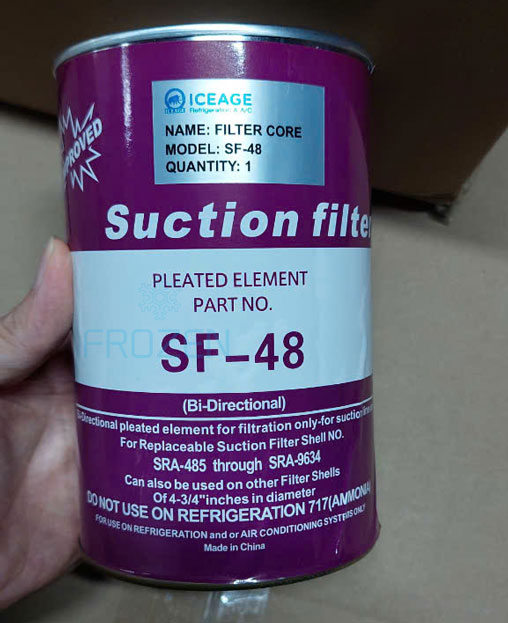 ICEAGE
ICEAGE
Refrigeration & A/C
NAME: FILTER CORE
MODEL: SF-48
QUANTITY: 1
Suction filter
PLEATED ELEMENT
PART NO.
FROZEN
SF-48
(Bi-Directional)
Bi-Directional pleated element for filtration only-for suction line
For Replaceable Suction Filter Shell NO.
SRA-485 through SRA-9634
Can also be used on other Filter Shells
Of 4-3/4"inches in diameter
DO NOT USE ON REFRIGERATION 717(AMMONIA)
FOR USE ON REFRIGERATION and or AIR CONDITIONING SYSTEMS ONLY
Made in China